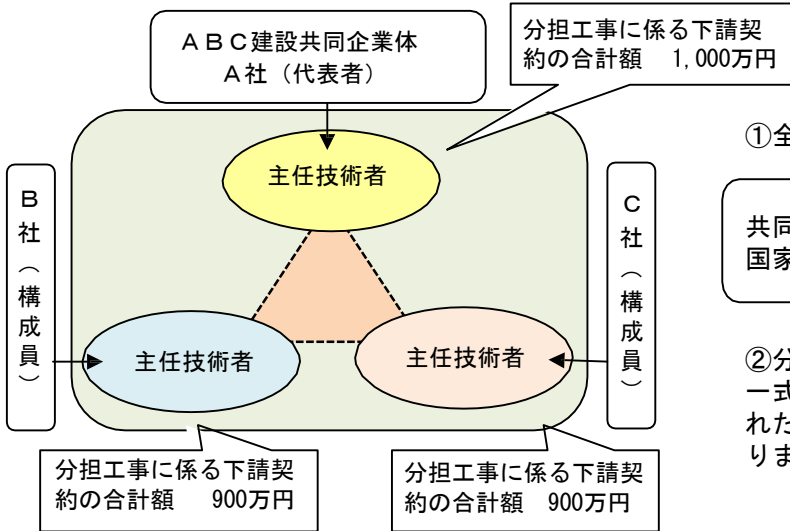 ABC建設共同企業体
A社（代表者）
分担工事に係る下請契
約の合計額　1,000万円
主任技術者
B社（構成員）
C社（構成員）
主任技術者
主任技術者
分担工事に係る下請契
約の合計額　900万円
分担工事に係る下請契
約の合計額　900万円
①全
共同
国家
②分
一式
れた
りま